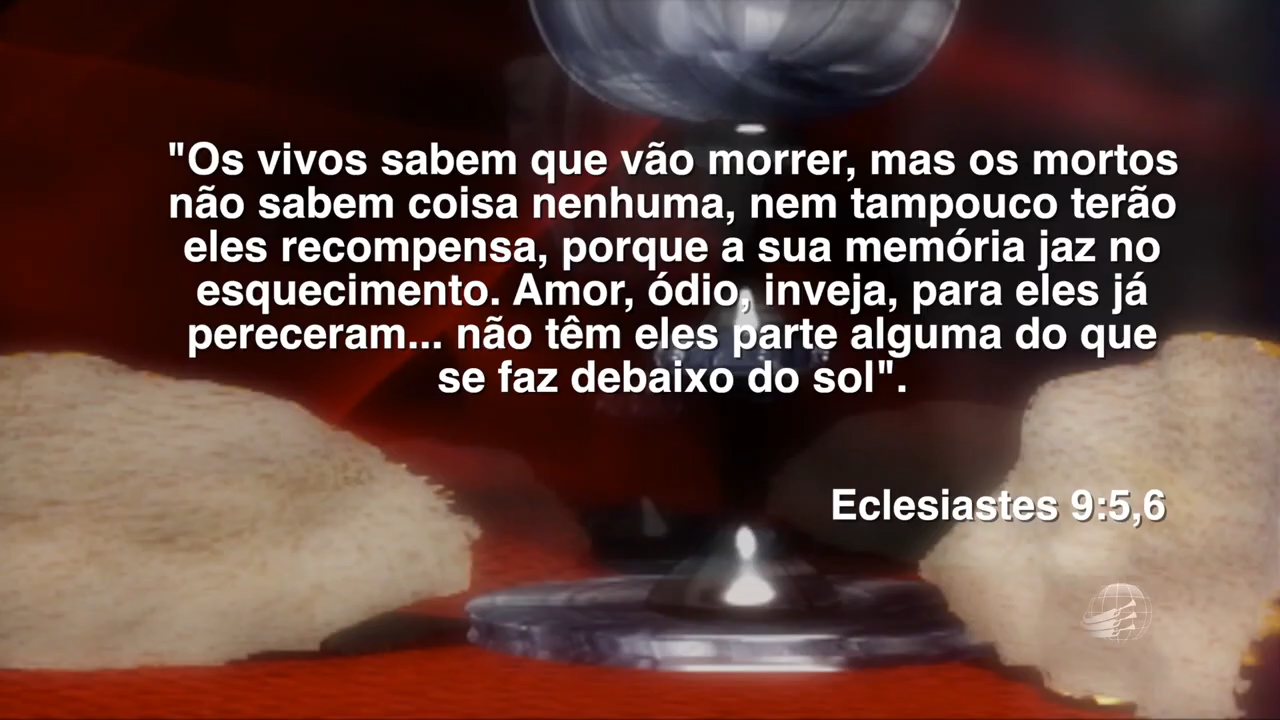 "Os vivos sabem que vão morrer, mas os mortos
não sabem coisa nenhuma, nem tampouco terão
eles recompensa, porque a sua memória jaz no
esquecimento. Amor, ódio, inveja, para eles já
pereceram... não têm eles parte alguma do que
se faz debaixo do sol".
Eclesiastes 9:5,6